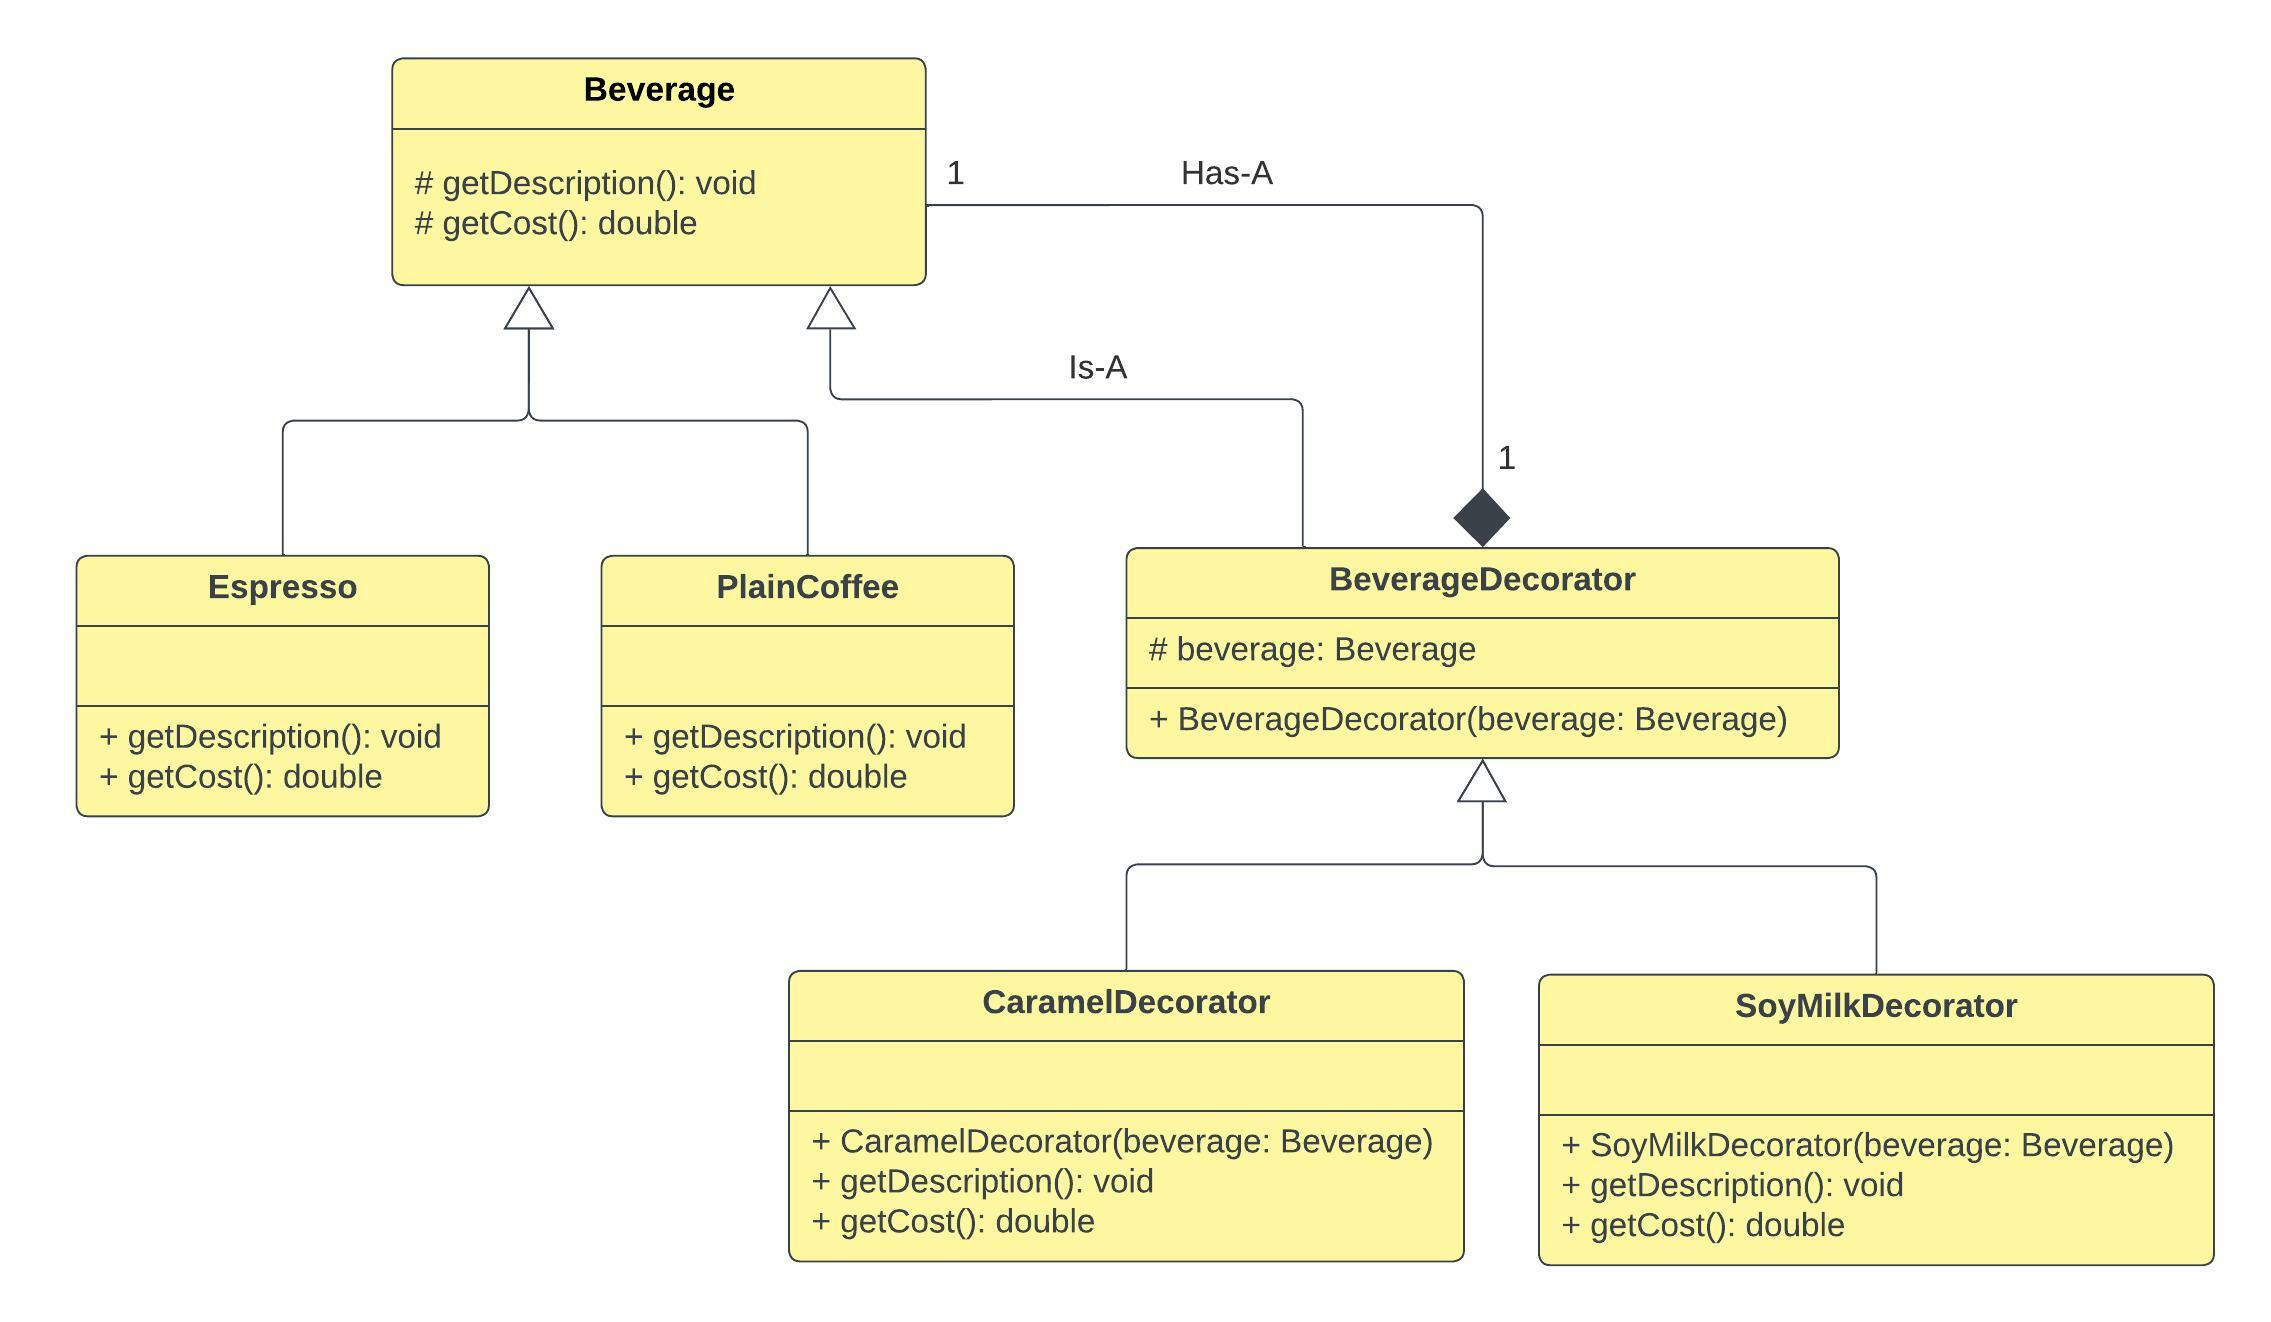 Beverage
# getDescription(): void
# getCost(): double
1
Has-A
Is-A
1
Espresso
+ getDescription(): void
+ getCost(): double
PlainCoffee
+ getDescription(): void
+ getCost(): double
BeverageDecorator
# beverage: Beverage
+ BeverageDecorator(beverage: Beverage)
CaramelDecorator
+ CaramelDecorator(beverage: Beverage)
+ getDescription(): void
+ getCost(): double
SoyMilkDecorator
+ SoyMilkDecorator(beverage: Beverage)
+ getDescription(): void
+ getCost(): double